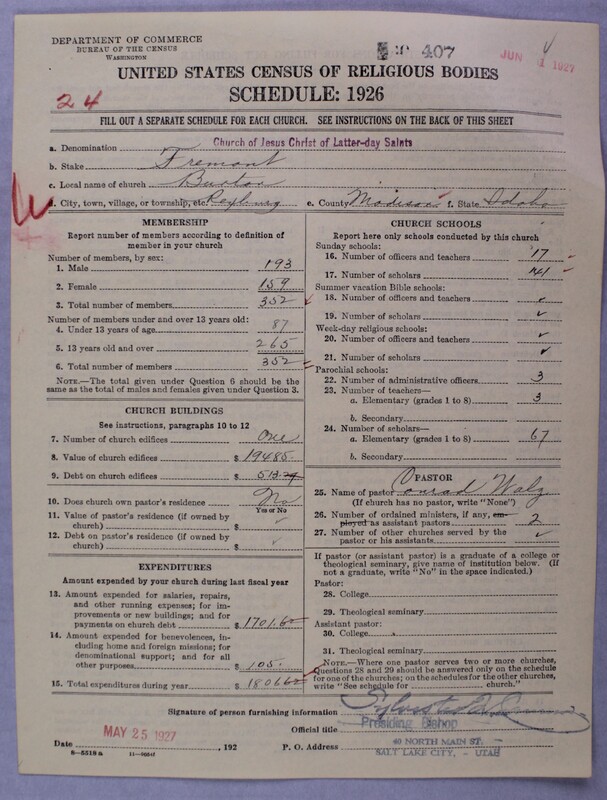 DEPARTMENT OF COMMERCE
BUREAU OF THE CENSUS
WASHINGTON
407
JUN 1 1927
UNITED STATES CENSUS OF RELIGIOUS BODIES
SCHEDULE: 1926
24
FILL OUT A SEPARATE SCHEDULE FOR EACH CHURCH. SEE INSTRUCTIONS ON THE BACK OF THIS SHEET
a. Denomination Church of Jesus Christ of Latter-day Saints
b. Stake Fremont
c. Local name of church Burton
d. City, town, village, or township, etc. Rexburg e. County Madison f. State Idaho
MEMBERSHIP
Report number of members according to definition of
member in your church
Number of members, by sex:
1. Male 193
2. Female 159
3. Total number of members 352
Number of members under and over 13 years old:
4. Under 13 years of age 87
5. 13 years old and over 265
6. Total number of members 352
NOTE.—The total given under Question 6 should be
the same as the total of males and females given under Question 3.
CHURCH BUILDINGS
See instructions, paragraphs 10 to 12
7. Number of church edifices One
8. Value of church edifices $ 19485.
9. Debt on church edifices $ 513.29
10. Does church own pastor's residence No
Yes or No
11. Value of pastor's residence (if owned by
church) $ ✓
12. Debt on pastor's residence (if owned by
church) $ ✓
EXPENDITURES
Amount expended by your church during last fiscal year
13. Amount expended for salaries, repairs,
and other running expenses; for im-
provements or new buildings; and for
payments on church debt $ 1701.62
14. Amount expended for benevolences,
including home and foreign missions; for
denominational support; and for all
other purposes $ 105.
15. Total expenditures during year $ 1806.62
CHURCH SCHOOLS
Report here only schools conducted by this church
Sunday schools:
16. Number of officers and teachers 17
17. Number of scholars 141
Summer vacation Bible schools:
18. Number of officers and teachers ✓
19. Number of scholars ✓
Week-day religious schools:
20. Number of officers and teachers ✓
21. Number of scholars ✓
Parochial schools:
22. Number of administrative officers 3
23. Number of teachers—
a. Elementary (grades 1 to 8) 3
b. Secondary
24. Number of scholars—
a. Elementary (grades 1 to 8) 67
b. Secondary
PASTOR
25. Name of pastor Conrad Walz
(If church has no pastor, write "None")
26. Number of ordained ministers, if any, em-
ployed as assistant pastors 2
27. Number of other churches served by the
pastor or his assistants ✓
If pastor (or assistant pastor) is a graduate of a college or
theological seminary, give name of institution below. (If
not a graduate, write "No" in the space indicated.)
Pastor:
28. College
29. Theological seminary
Assistant pastor:
30. College
31. Theological seminary
NOTE.—Where one pastor serves two or more churches,
Questions 28 and 29 should be answered only on the schedule
for one of the churches; on the schedules for the other churches,
write "See schedule for church."
Signature of person furnishing information Sylvester Q. Cannon
Official title Presiding Bishop
MAY 25 1927
Date , 192 P. O. Address 40 NORTH MAIN ST.
SALT LAKE CITY, - UTAH